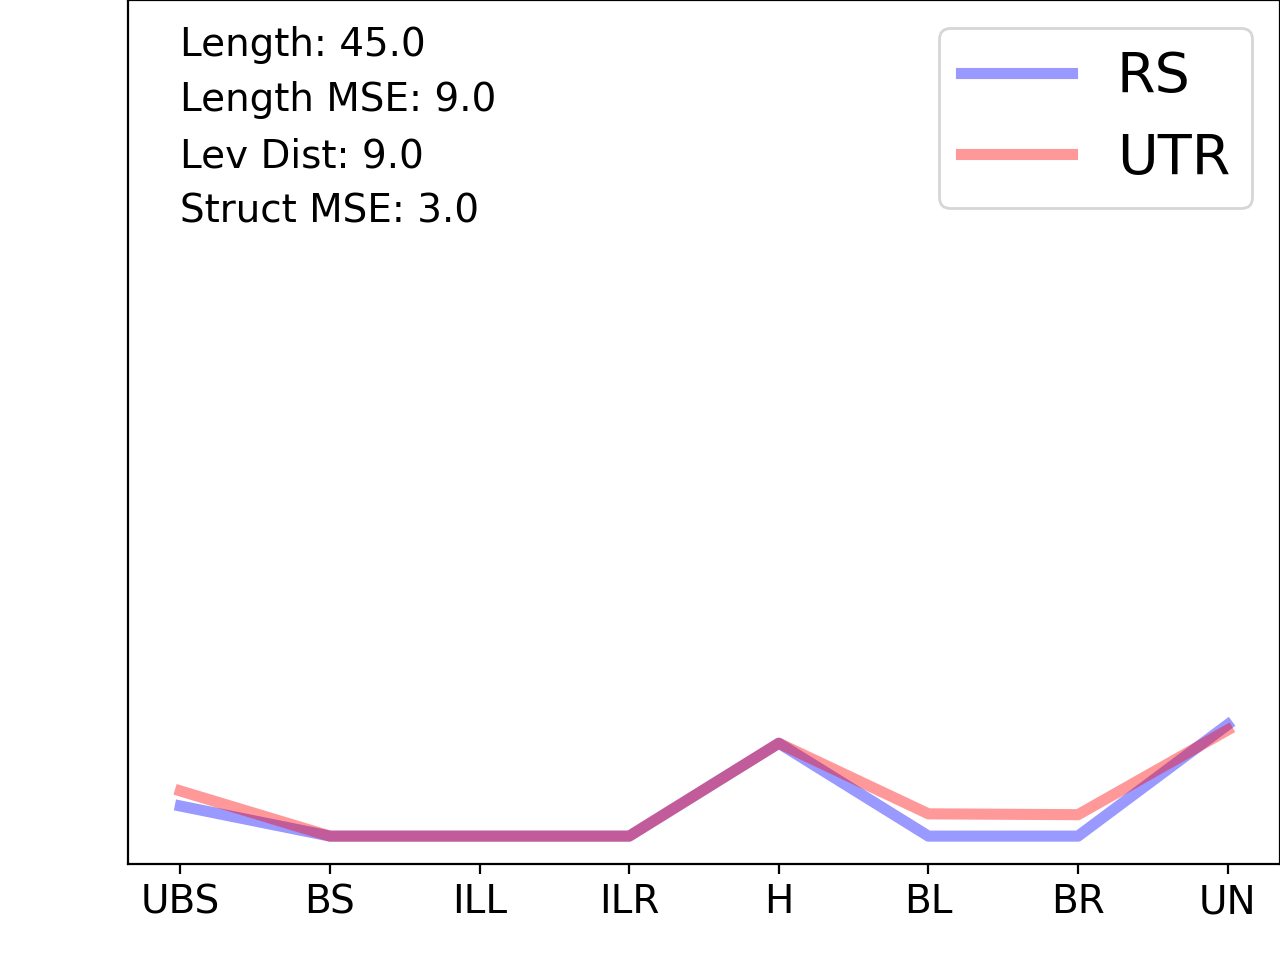 Length: 45.0
Length MSE: 9.0
Lev Dist: 9.0
Struct MSE: 3.0
RS
UTR
UBS BS ILL ILR H BL BR UN